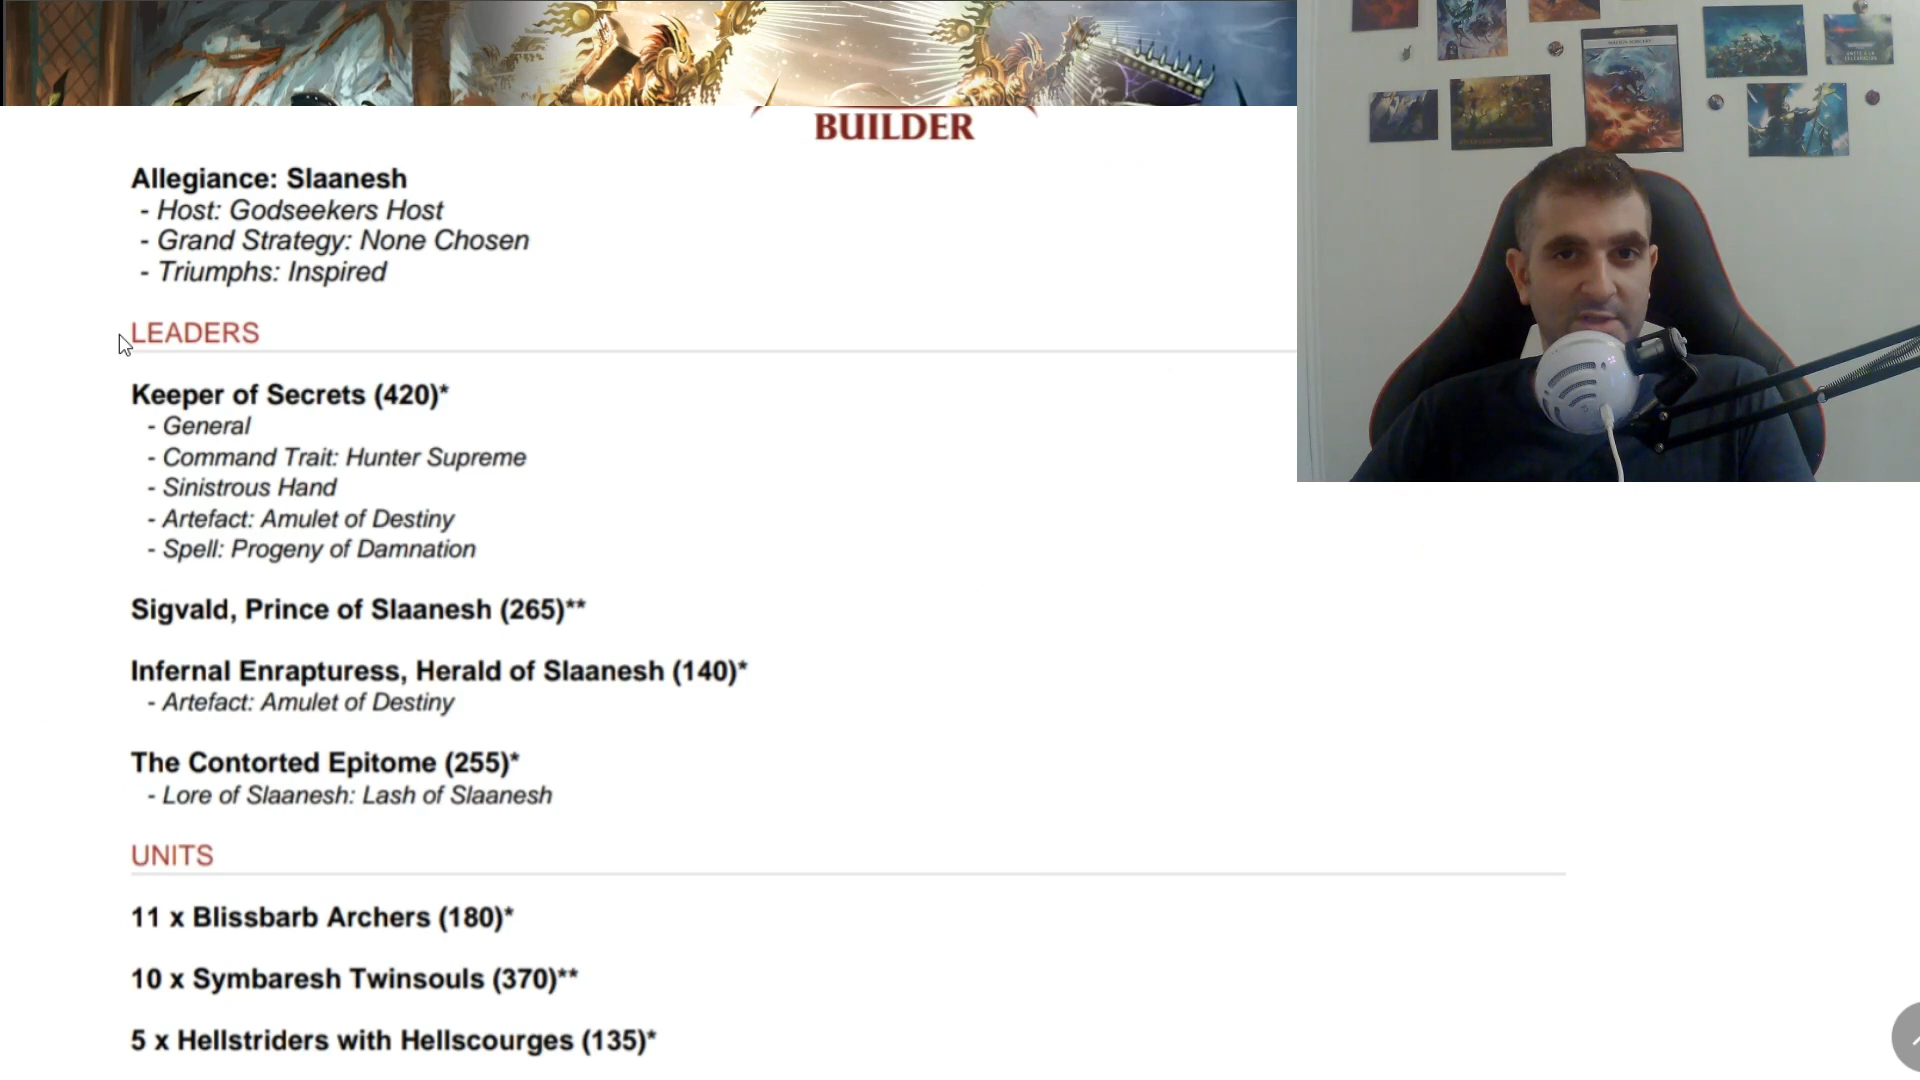 BUILDER
Allegiance: Slaanesh
- Host: Godseekers Host
- Grand Strategy: None Chosen
- Triumphs: Inspired
LEADERS
Keeper of Secrets (420)*
- General
- Command Trait: Hunter Supreme
- Sinistrous Hand
- Artefact: Amulet of Destiny
- Spell: Progeny of Damnation
Sigvald, Prince of Slaanesh (265)**
Infernal Enrapturess, Herald of Slaanesh (140)*
- Artefact: Amulet of Destiny
The Contorted Epitome (255)*
- Lore of Slaanesh: Lash of Slaanesh
UNITS
11 x Blissbarb Archers (180)*
10 x Symbaresh Twinsouls (370)**
5 x Hellstriders with Hellscourges (135)*